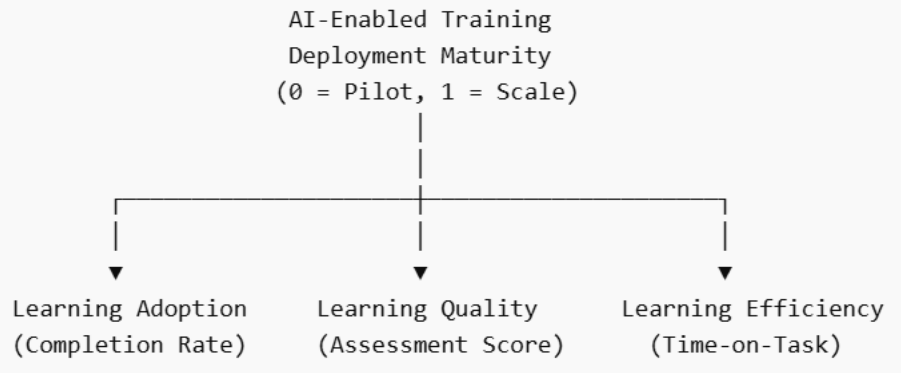 AI-Enabled Training
Deployment Maturity
(0 = Pilot, 1 = Scale)
Learning Adoption
(Completion Rate)
Learning Quality
(Assessment Score)
Learning Efficiency
(Time-on-Task)